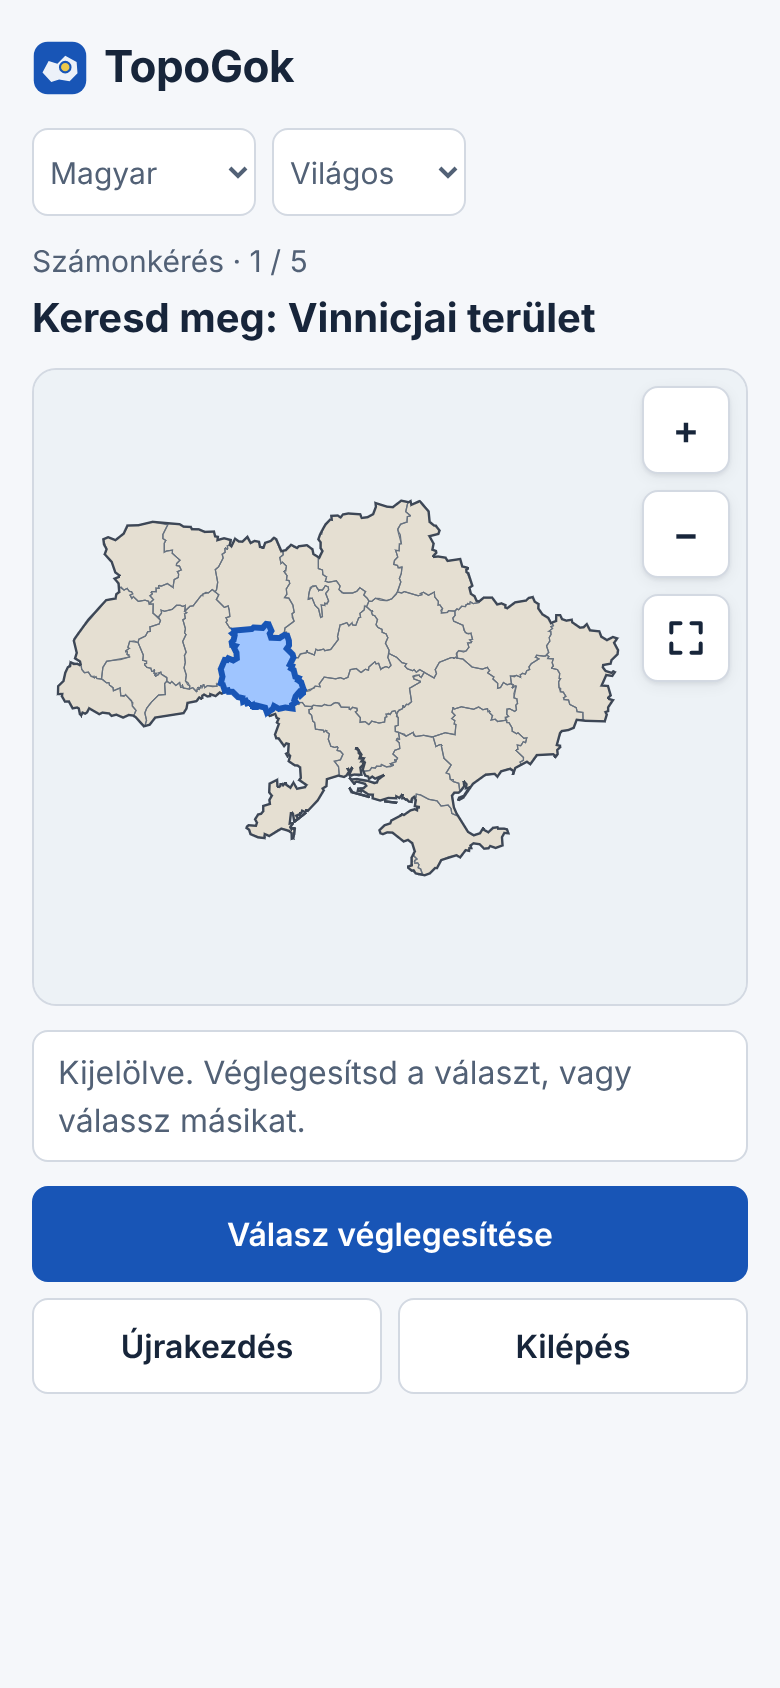 TopoGok
Magyar
Világos
Számonkérés · 1 / 5
Keresd meg: Vinnicjai terület
+
−
Kijelölve. Véglegesítsd a választ, vagy
válassz másikat.
Válasz véglegesítése
Újrakezdés
Kilépés